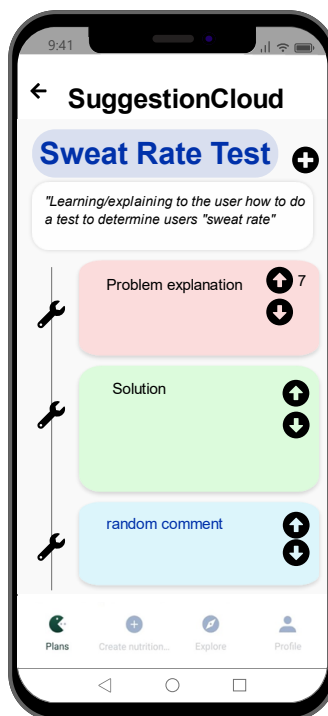 9:41
SuggestionCloud
Sweat Rate Test
"Learning/explaining to the user how to do
a test to determine users "sweat rate"
Problem explanation
7
Solution
random comment
Plans
Create nutrition...
Explore
Profile